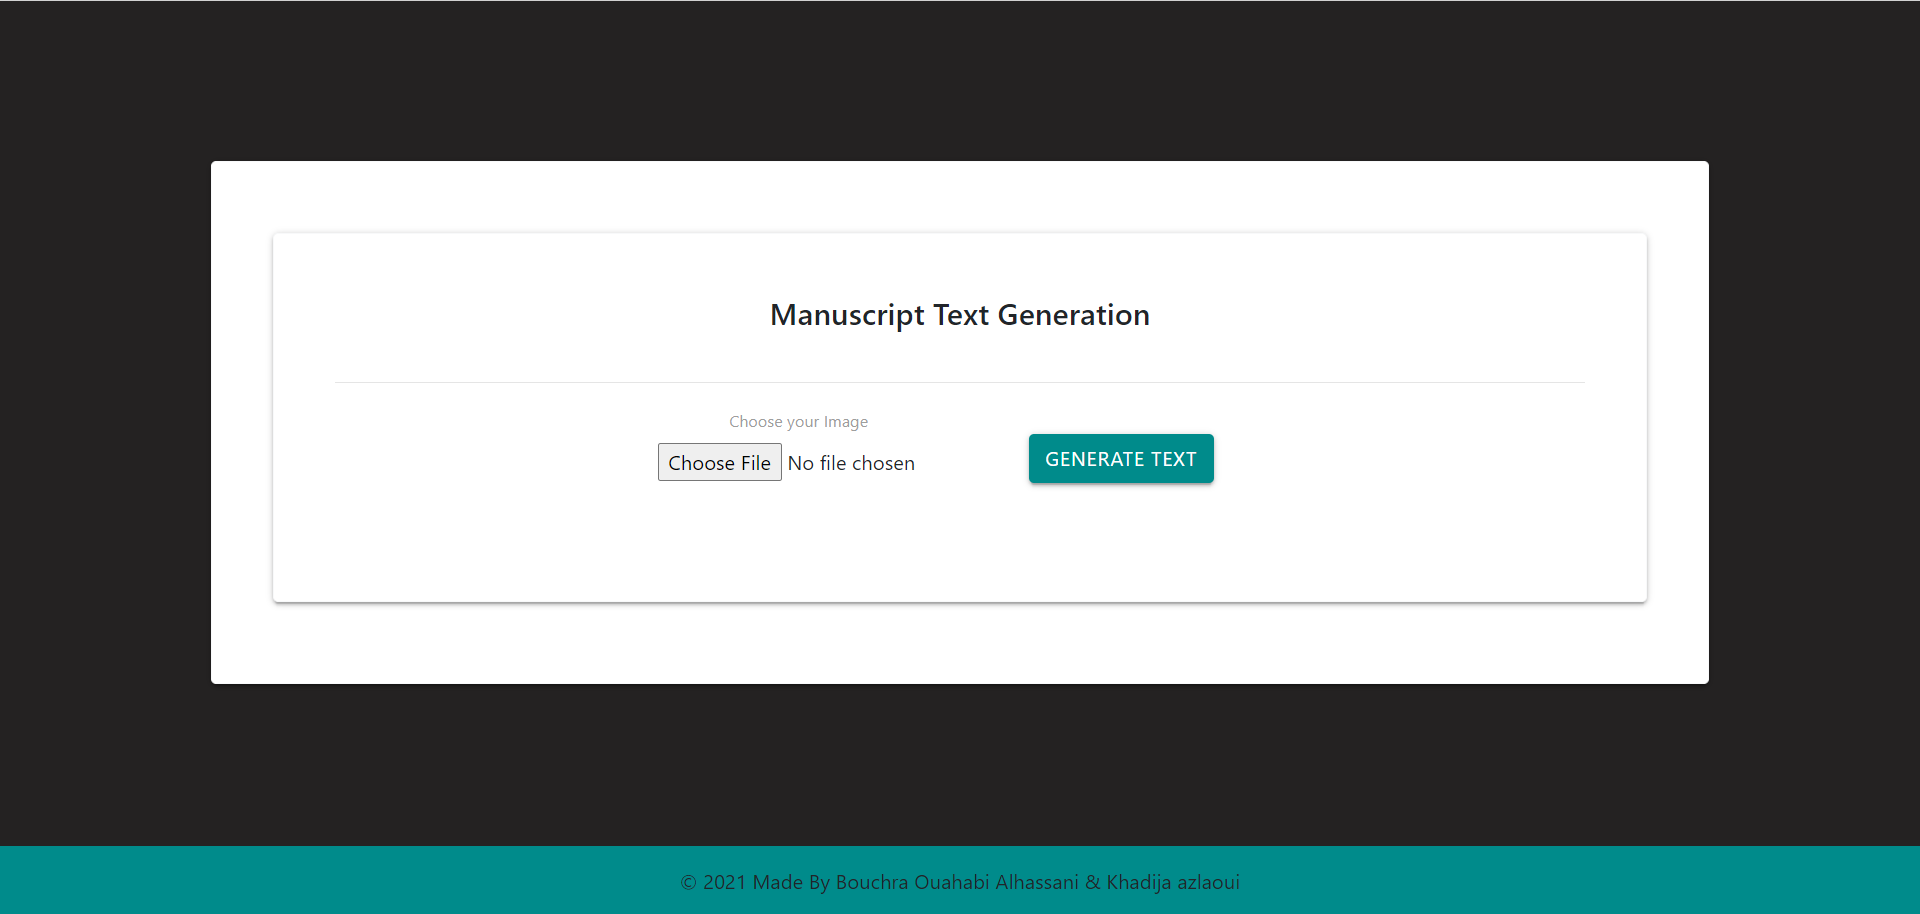 Manuscript Text Generation
Choose your Image
Choose File No file chosen
GENERATE TEXT
© 2021 Made By Bouchra Ouahabi Alhassani & Khadija azlaoui